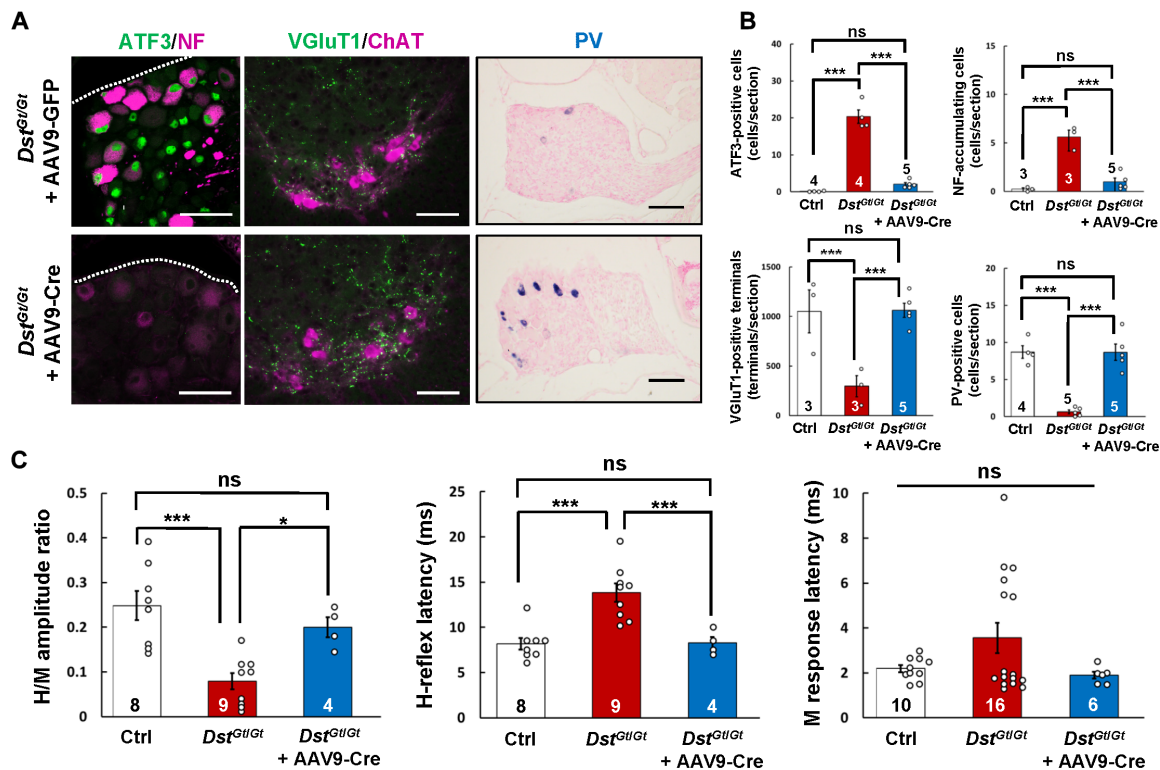 A
ATF3/NF
VGluT1/ChAT
PV
Dst^Gt/Gt
+ AAV9-GFP
Dst^Gt/Gt
+ AAV9-Cre
B
ATF3-positive cells
(cells/section)
40
30
20
10
0
ns
***
***
4
4
5
Ctrl
Dst^Gt/Gt
Dst^Gt/Gt
+ AAV9-Cre
NF-accumulating cells
(cells/section)
15
10
5
0
ns
***
***
3
3
5
Ctrl
Dst^Gt/Gt
Dst^Gt/Gt
+ AAV9-Cre
VGluT1-positive terminals
(terminals/section)
1500
1000
500
0
ns
***
***
3
3
5
Ctrl
Dst^Gt/Gt
Dst^Gt/Gt
+ AAV9-Cre
PV-positive cells
(cells/section)
20
15
10
5
0
ns
***
***
4
5
5
Ctrl
Dst^Gt/Gt
Dst^Gt/Gt
+ AAV9-Cre
C
H/M amplitude ratio
0.5
0.4
0.3
0.2
0.1
0
ns
***
*
8
9
4
Ctrl
Dst^Gt/Gt
Dst^Gt/Gt
+ AAV9-Cre
H-reflex latency (ms)
25
20
15
10
5
0
ns
***
***
8
9
4
Ctrl
Dst^Gt/Gt
Dst^Gt/Gt
+ AAV9-Cre
M response latency (ms)
10
8
6
4
2
0
ns
10
16
6
Ctrl
Dst^Gt/Gt
Dst^Gt/Gt
+ AAV9-Cre